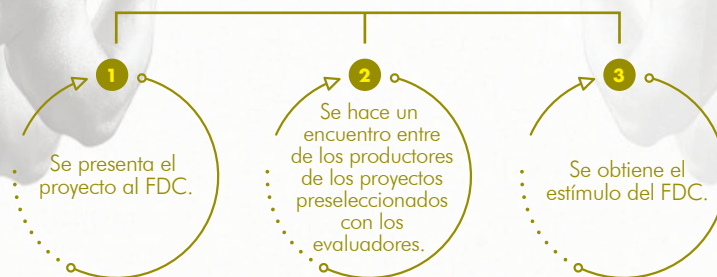 1
Se presenta el
proyecto al FDC.
2
Se hace un
encuentro entre
de los productores
de los proyectos
preseleccionados
con los
evaluadores.
3
Se obtiene el
estímulo del FDC.